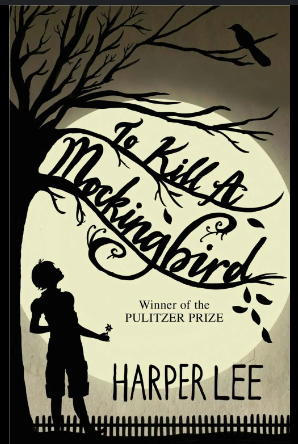 To Kill A
Mockingbird
Winner of the
PULITZER PRIZE
HARPER LEE